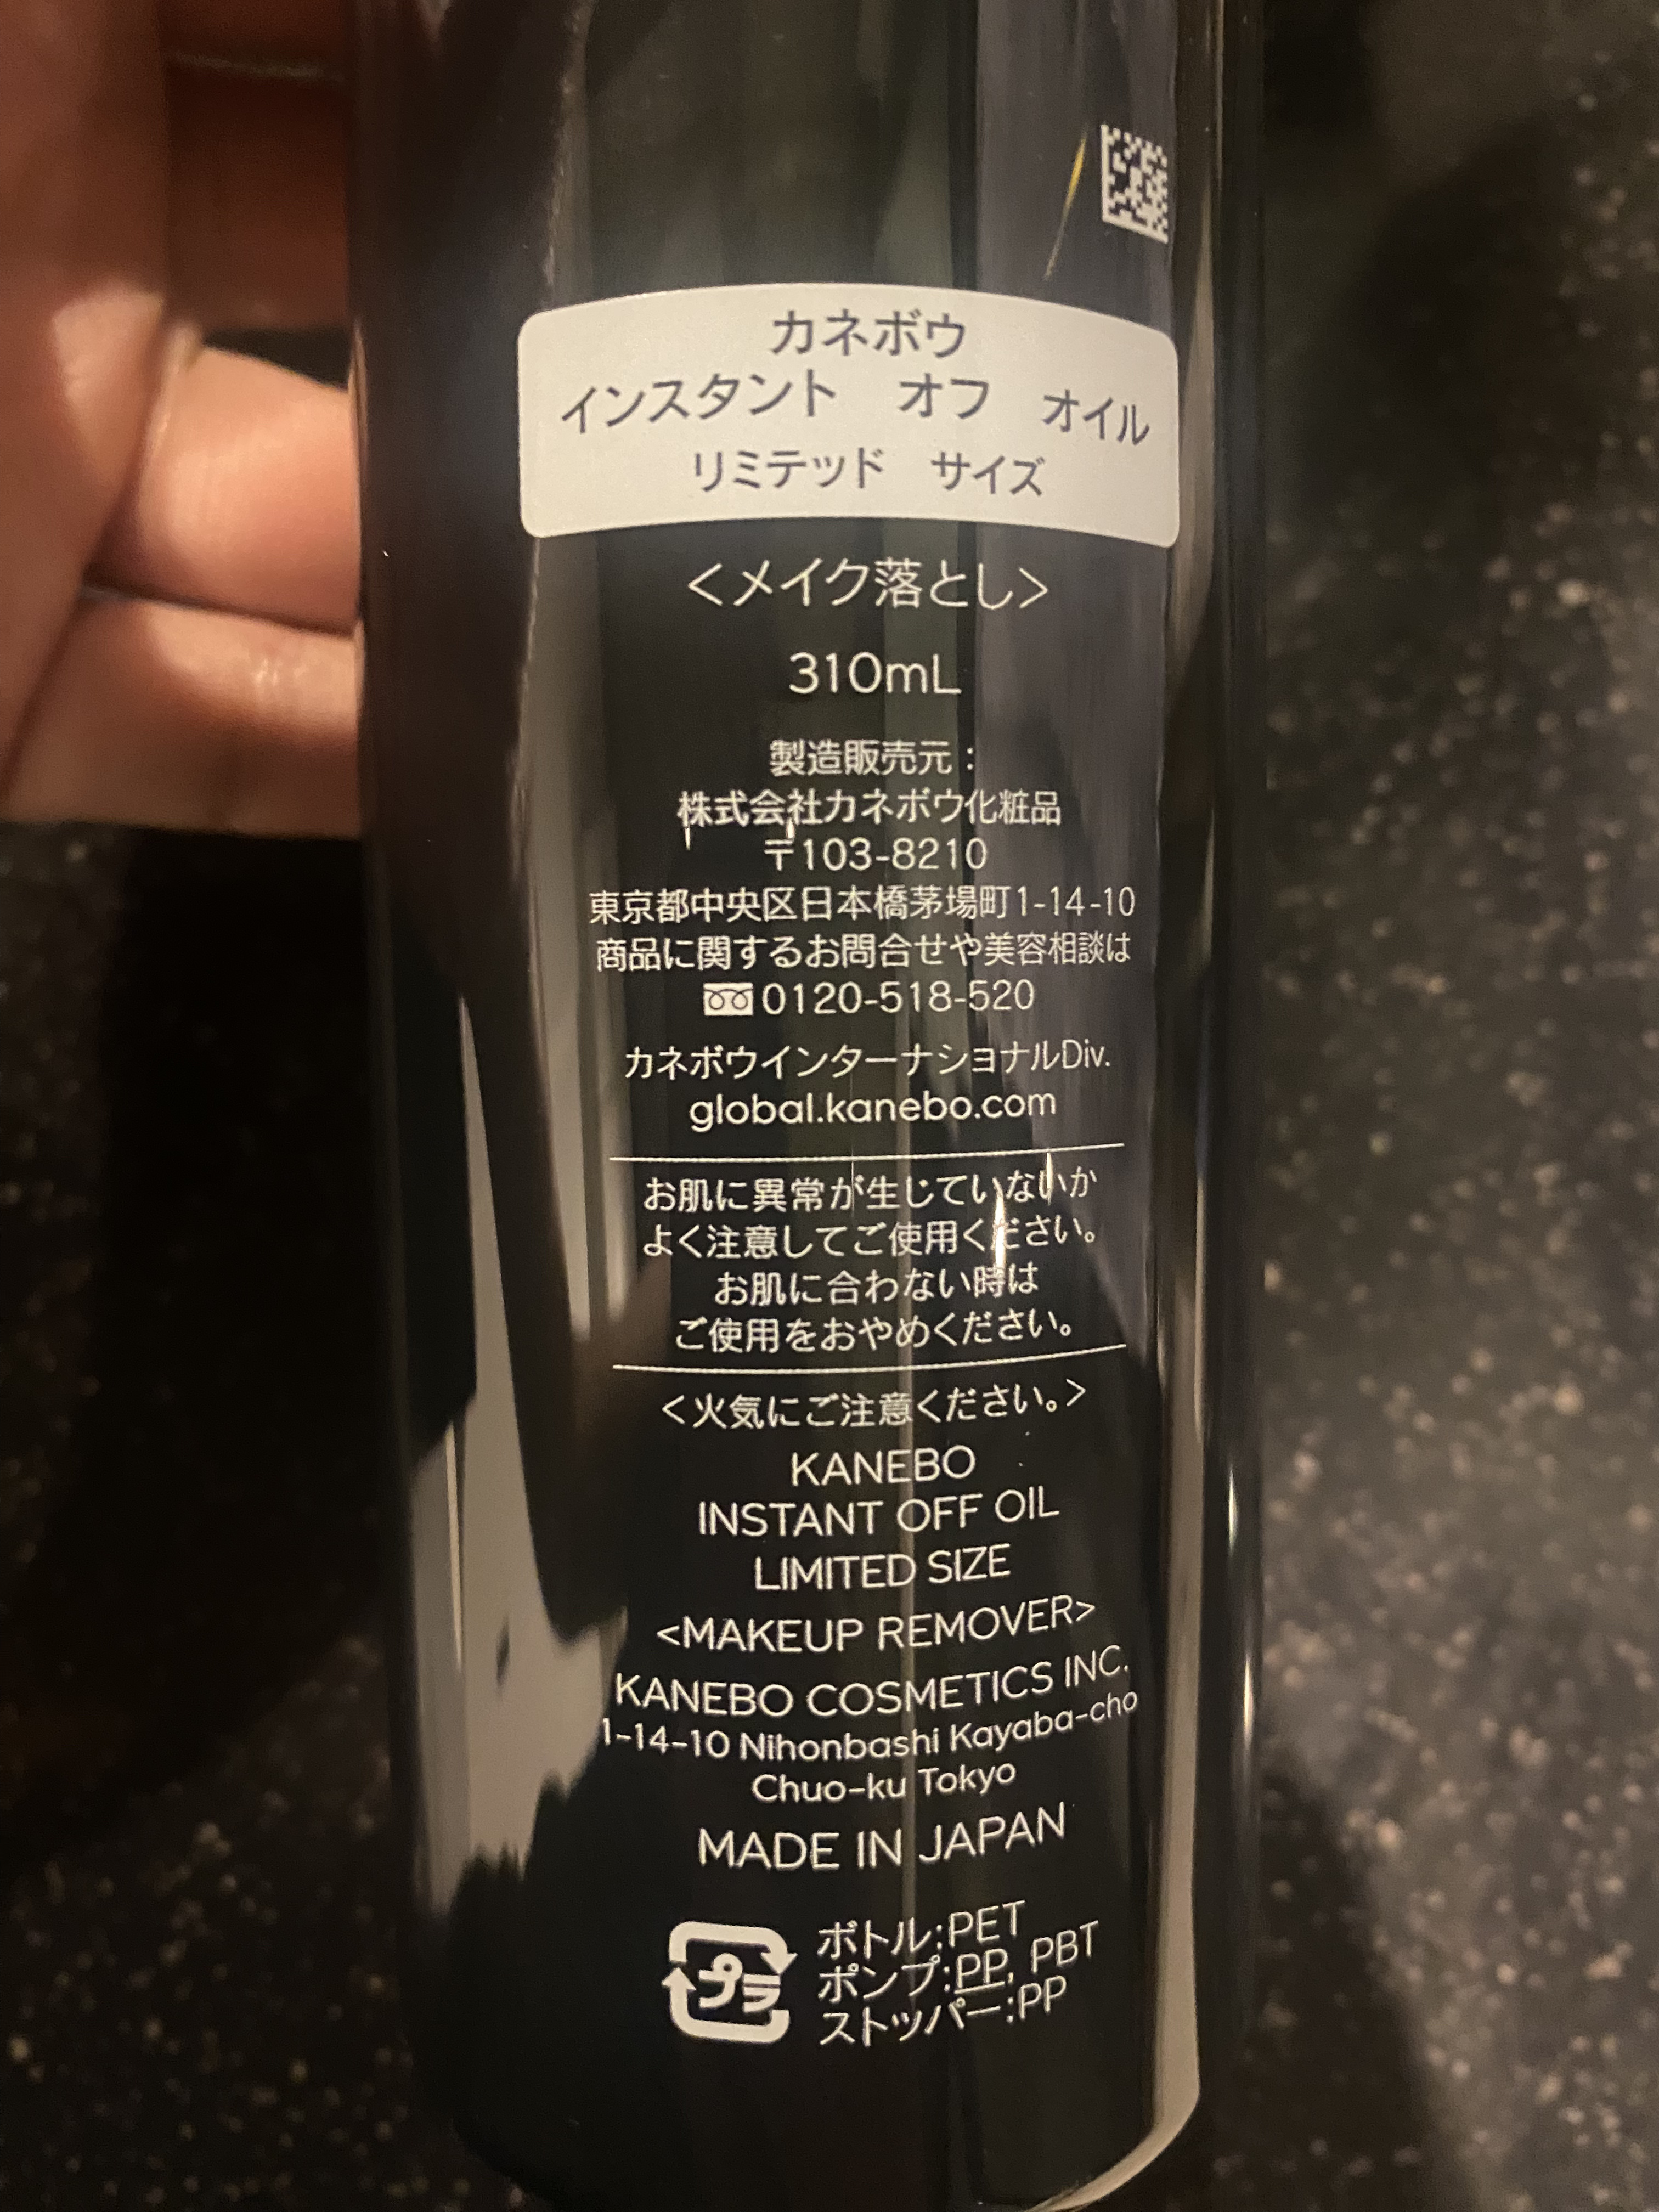 カネボウ
インスタント オフ オイル
リミテッド サイズ
<メイク落とし>
310mL
製造販売元:
株式会社カネボウ化粧品
〒103-8210
東京都中央区日本橋茅場町1-14-10
商品に関するお問合せや美容相談は
0120-518-520
カネボウインターナショナルDiv.
global.kanebo.com
お肌に異常が生じていないか
よく注意してご使用ください。
お肌に合わない時は
ご使用をおやめください。
<火気にご注意ください。>
KANEBO
INSTANT OFF OIL
LIMITED SIZE
<MAKEUP REMOVER>
KANEBO COSMETICS INC.
1-14-10 Nihonbashi Kayaba-cho
Chuo-ku Tokyo
MADE IN JAPAN
プラ
ボトル:PET
ポンプ:PP, PBT
ストッパー:PP